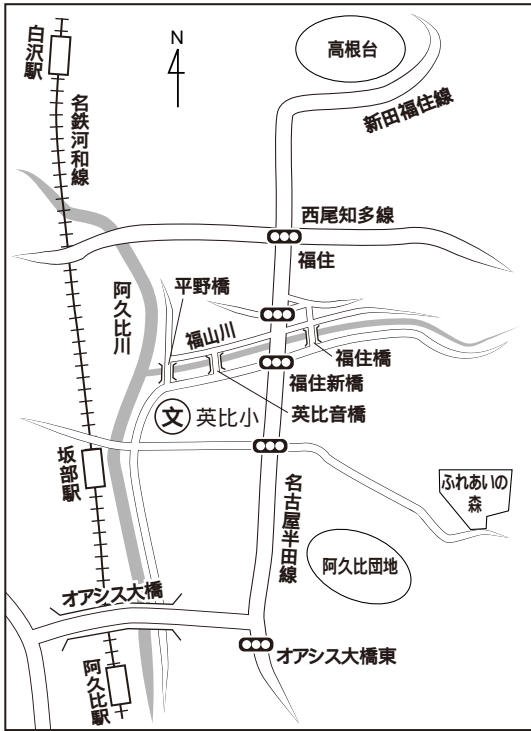 白沢駅
N
高根台
名鉄河和線
新田福住線
西尾知多線
福住
阿久比川
平野橋
福山川
福住橋
福住新橋
英比音橋
文
英比小
坂部駅
名古屋半田線
ふれあいの
森
阿久比団地
オアシス大橋
オアシス大橋東
阿久比駅